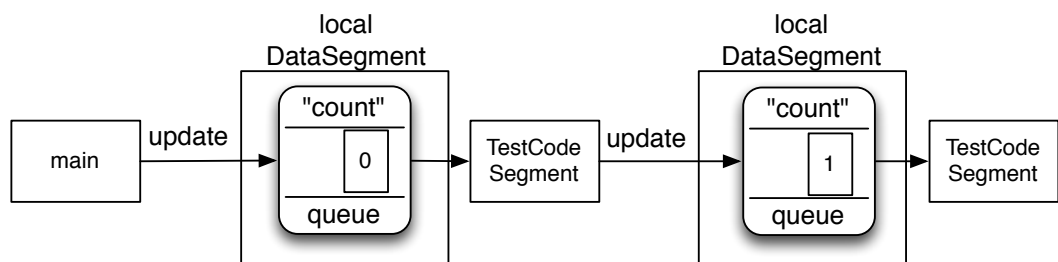 local
DataSegment
local
DataSegment
main
update
"count"
0
queue
TestCode
Segment
update
"count"
1
queue
TestCode
Segment